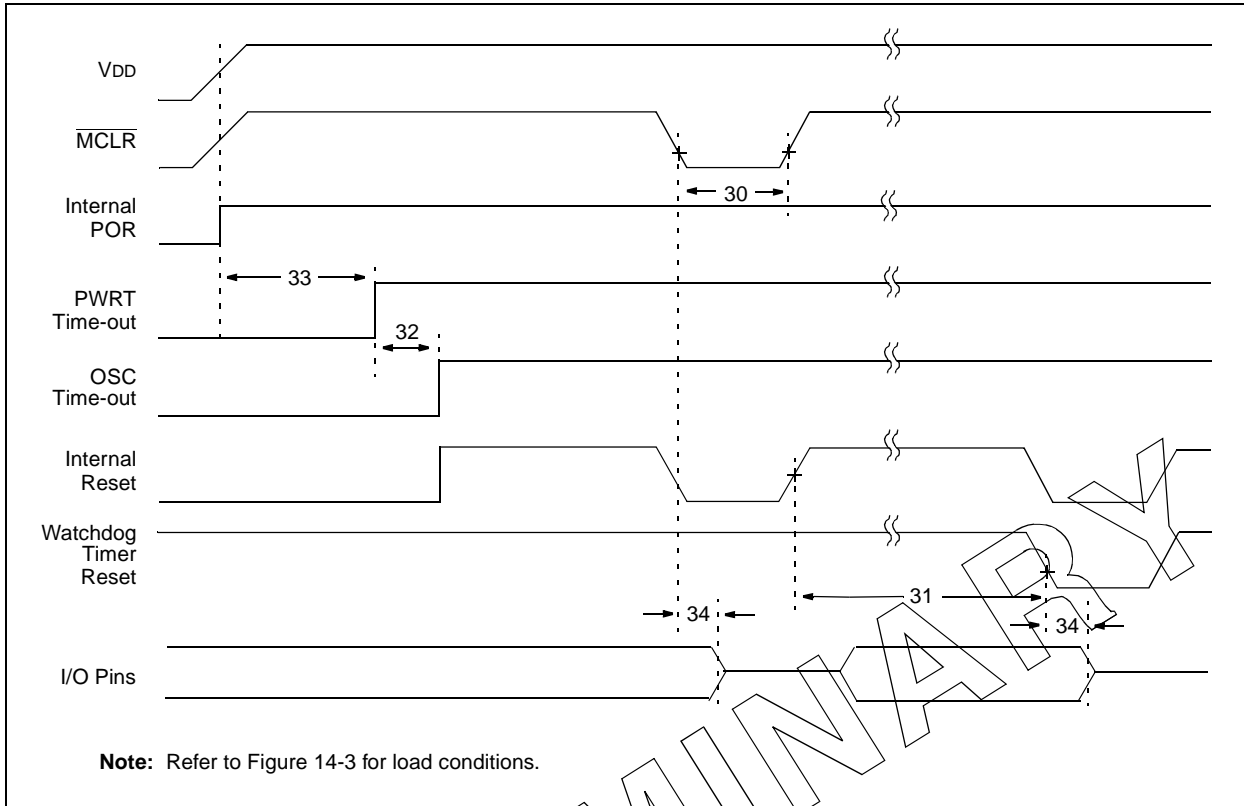 VDD
MCLR
30
Internal
POR
33
PWRT
Time-out
32
OSC
Time-out
Internal
Reset
Watchdog
Timer
Reset
31
34
34
I/O Pins
Note: Refer to Figure 14-3 for load conditions.
MINARY